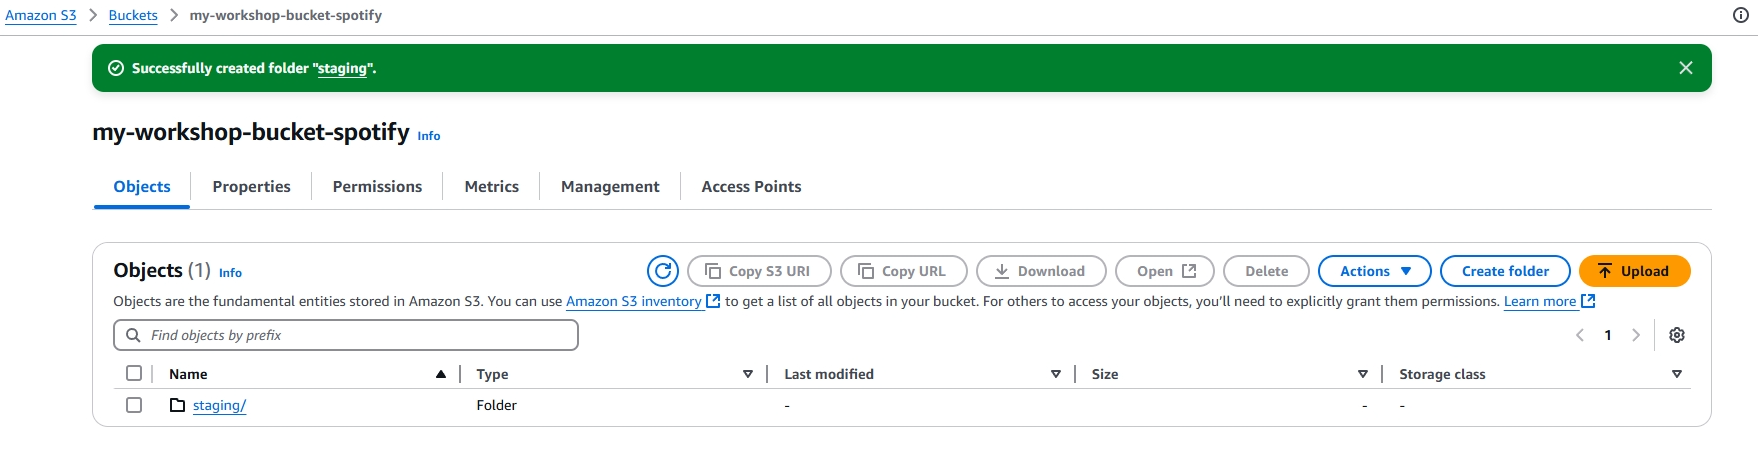 Amazon S3 > Buckets > my-workshop-bucket-spotify
Successfully created folder "staging".
my-workshop-bucket-spotify Info
Objects Properties Permissions Metrics Management Access Points
Objects (1) Info Copy S3 URI Copy URL Download Open Delete Actions Create folder Upload
Objects are the fundamental entities stored in Amazon S3. You can use Amazon S3 inventory to get a list of all objects in your bucket. For others to access your objects, you'll need to explicitly grant them permissions. Learn more
Find objects by prefix 1
Name Type Last modified Size Storage class
staging/ Folder - - -